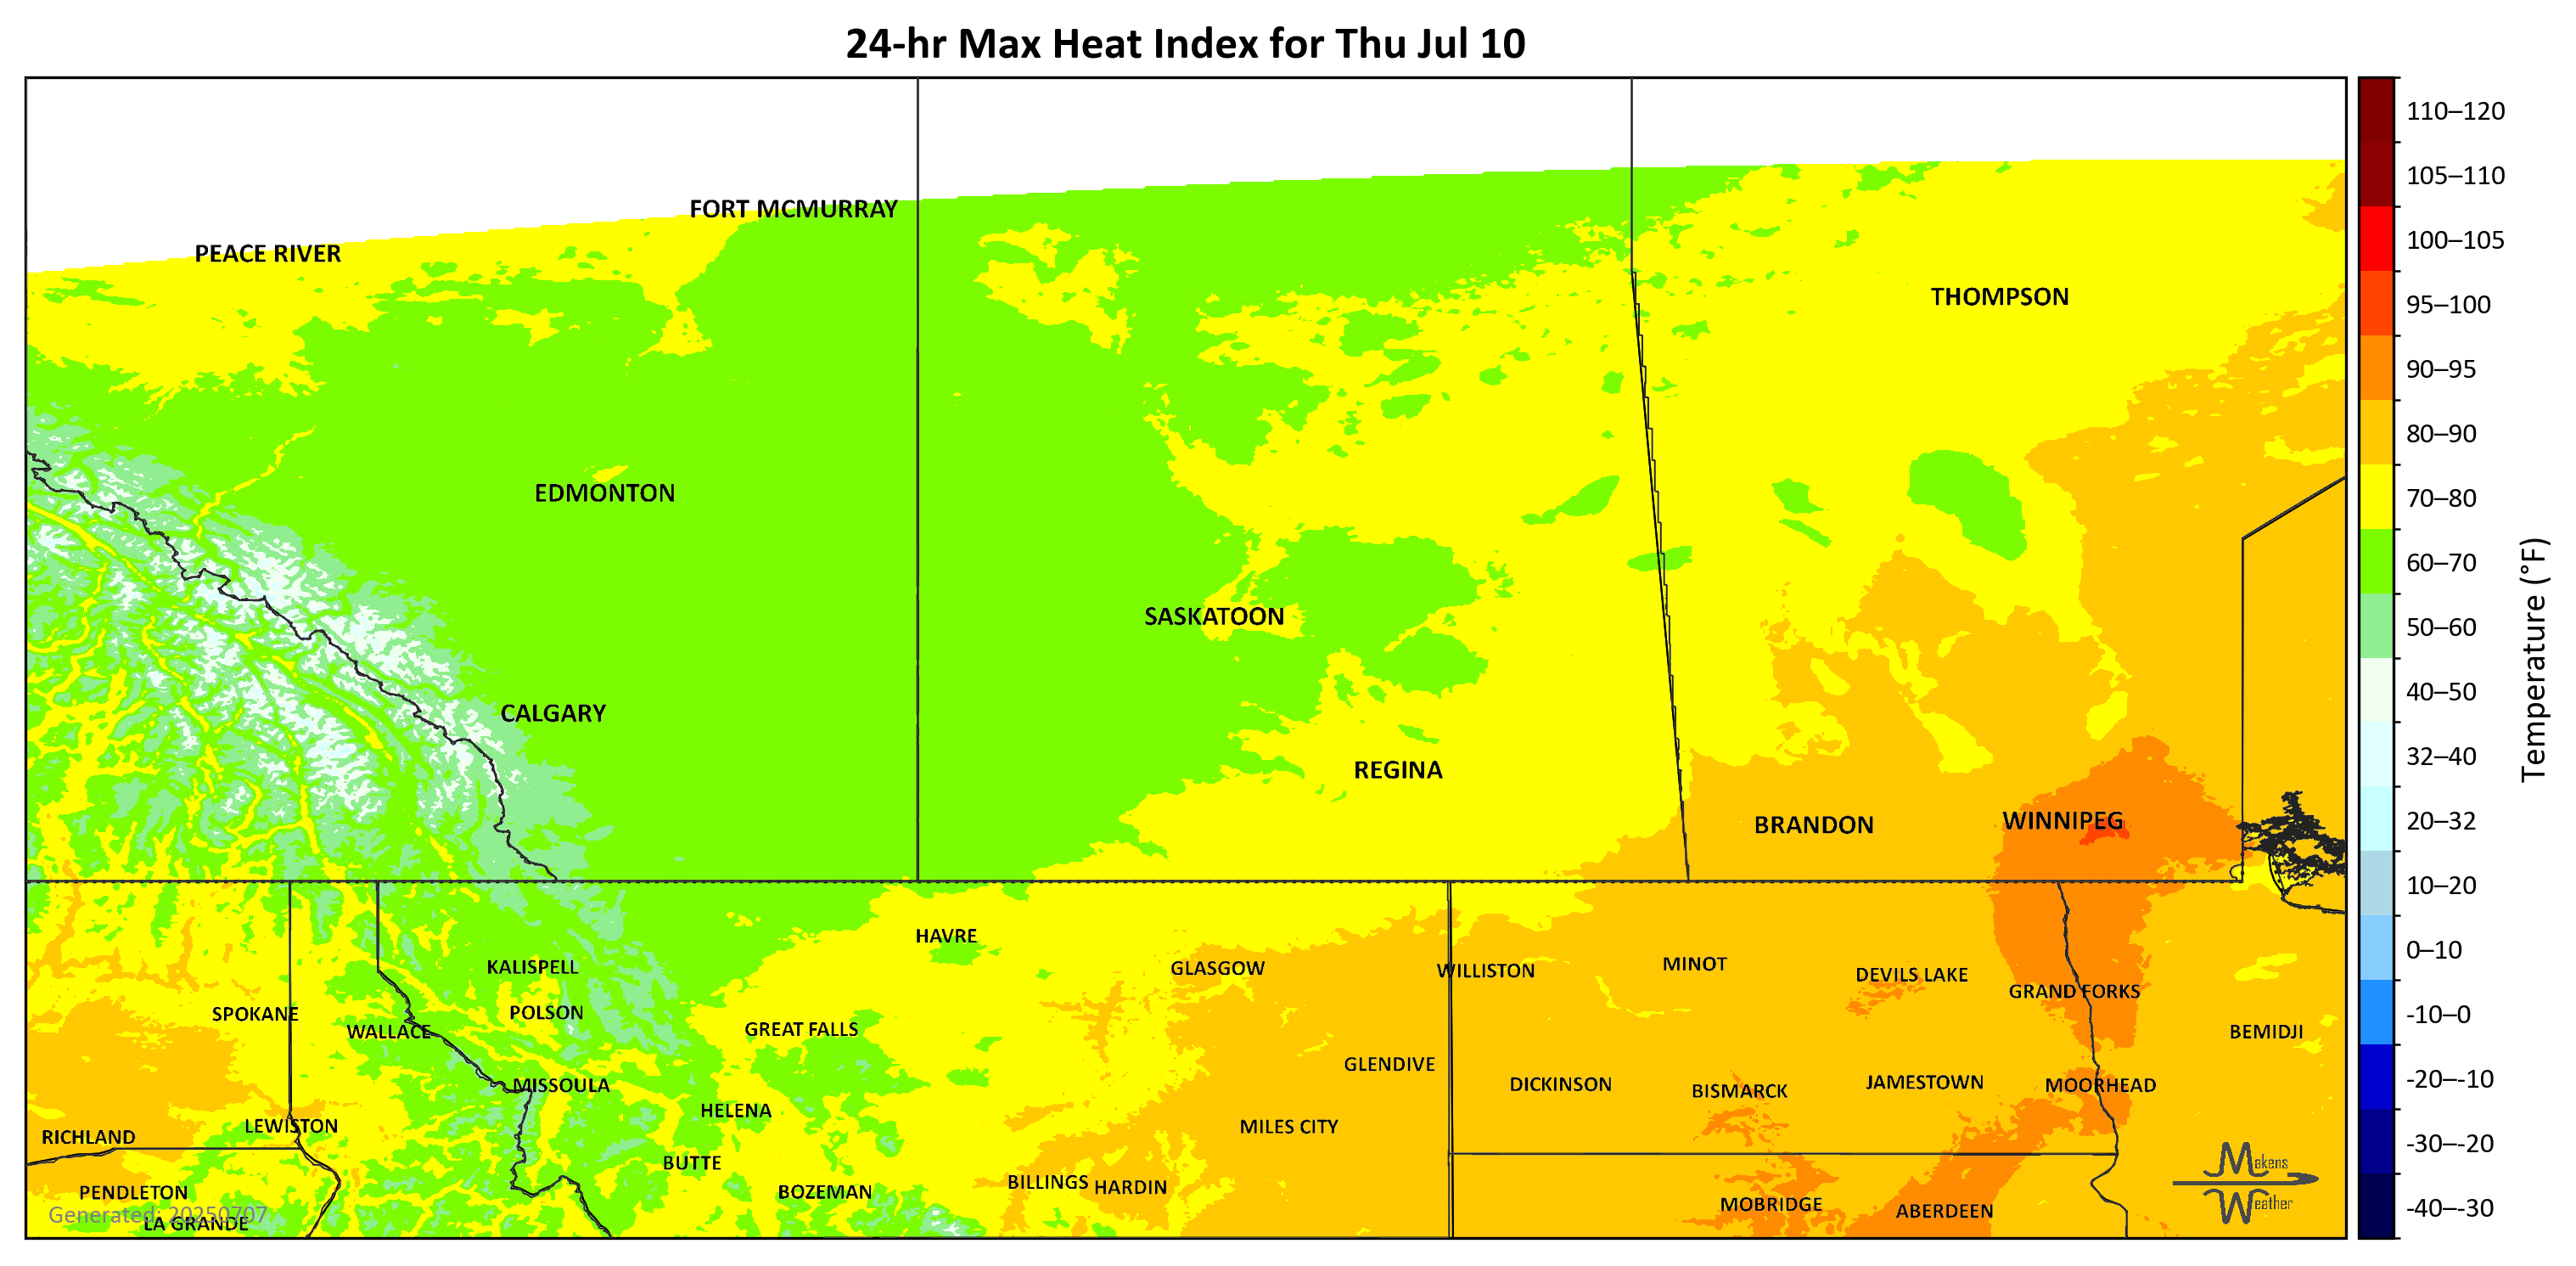 24-hr Max Heat Index for Thu Jul 10
FORT MCMURRAY
PEACE RIVER
THOMPSON
EDMONTON
SASKATOON
CALGARY
REGINA
BRANDON
WINNIPEG
HAVRE
KALISPELL
GLASGOW
WILLISTON
MINOT
DEVILS LAKE
GRAND FORKS
SPOKANE
POLSON
WALLACE
GREAT FALLS
BEMIDJI
GLENDIVE
MISSOULA
DICKINSON
BISMARCK
JAMESTOWN
MOORHEAD
HELENA
LEWISTON
MILES CITY
RICHLAND
BUTTE
BILLINGS
HARDIN
PENDLETON
BOZEMAN
MOBRIDGE
ABERDEEN
LA GRANDE
Generated: 20250707
Makens
Weather
110–120
105–110
100–105
95–100
90–95
80–90
70–80
60–70
50–60
40–50
32–40
20–32
10–20
0–10
-10–0
-20–-10
-30–-20
-40–-30
Temperature (°F)